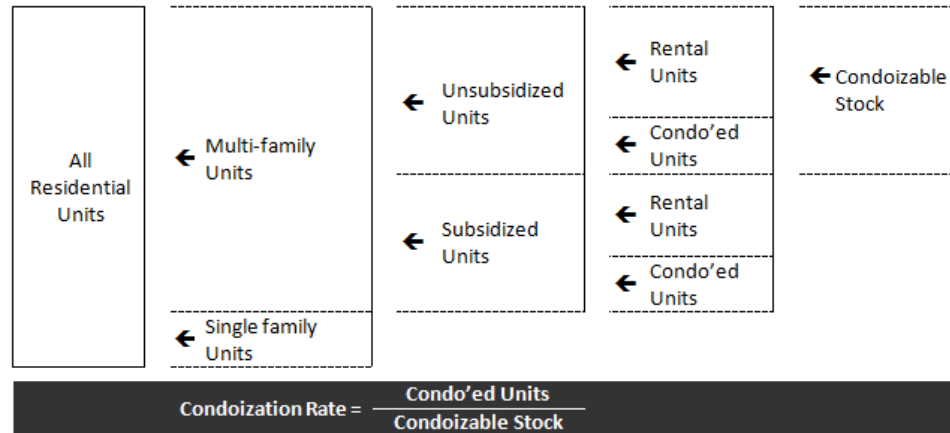 All
Residential
Units
Multi-family
Units
Single family
Units
Unsubsidized
Units
Subsidized
Units
Rental
Units
Condo’ed
Units
Rental
Units
Condo’ed
Units
Condoizable
Stock
Condoization Rate =
Condo’ed Units
Condoizable Stock